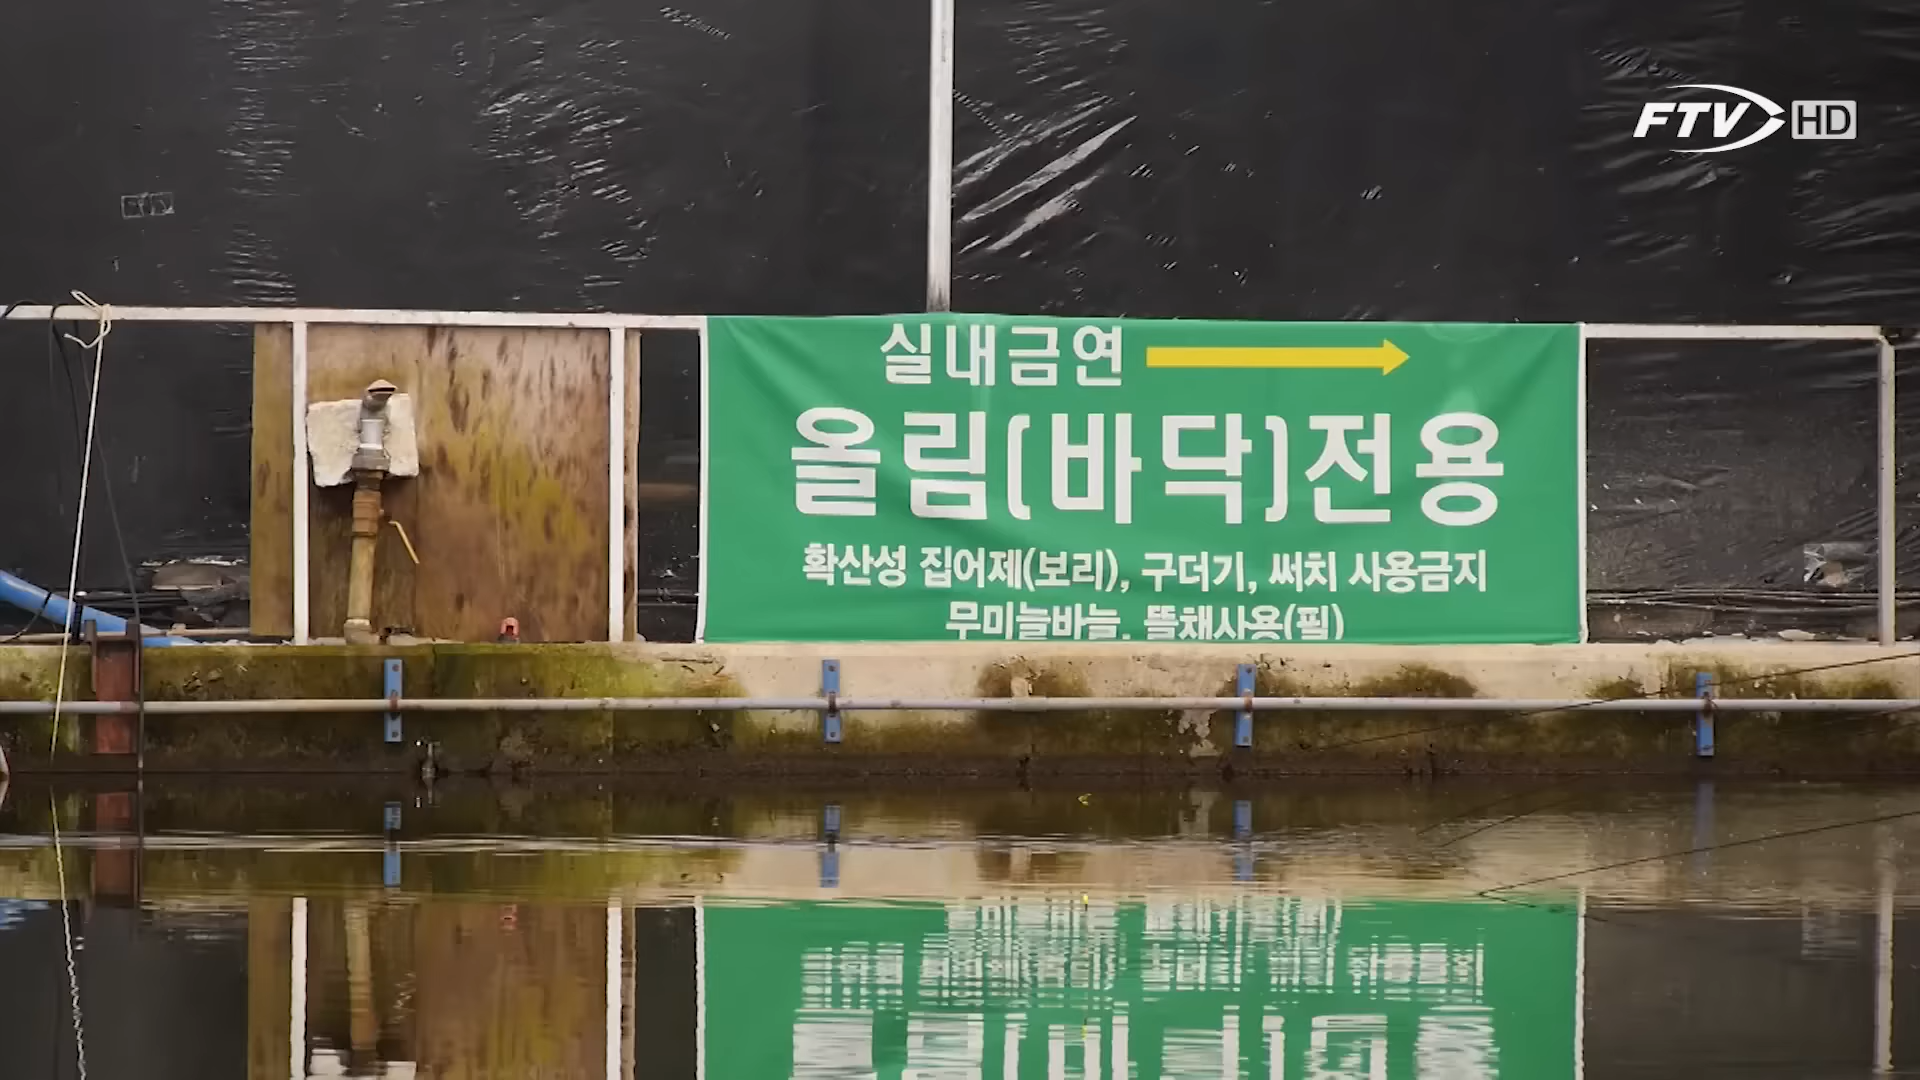 FTV HD
실내금연
올림(바닥)전용
확산성 집어제(보리), 구더기, 써치 사용금지
무미늘바늘, 뜰채사용(필)